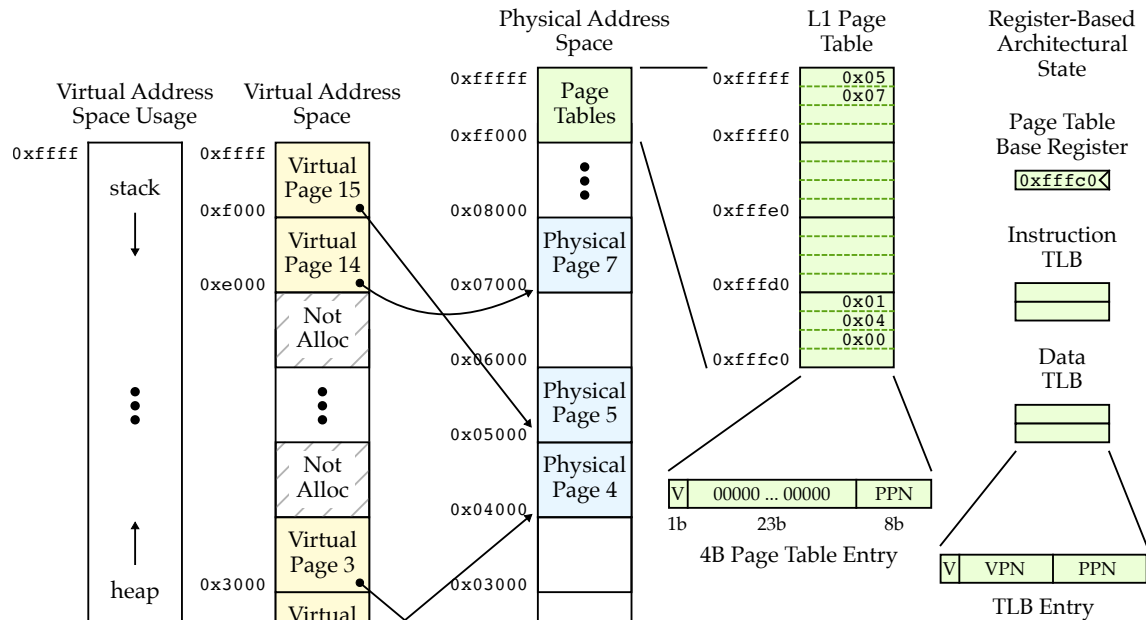 Virtual Address
Space Usage
0xffff
stack
heap
Virtual Address
Space
0xffff
Virtual
Page 15
0xf000
Virtual
Page 14
0xe000
Not
Alloc
Not
Alloc
Virtual
Page 3
0x3000
Virtual
Physical Address
Space
0xfffff
Page
Tables
0xff000
0x08000
Physical
Page 7
0x07000
0x06000
Physical
Page 5
0x05000
Physical
Page 4
0x04000
0x03000
L1 Page
Table
0xfffff
0x05
0x07
0xffff0
0xfffe0
0xfffd0
0x01
0x04
0x00
0xfffc0
V 00000 ... 00000 PPN
1b 23b 8b
4B Page Table Entry
Register-Based
Architectural
State
Page Table
Base Register
0xfffc0
Instruction
TLB
Data
TLB
V VPN PPN
TLB Entry